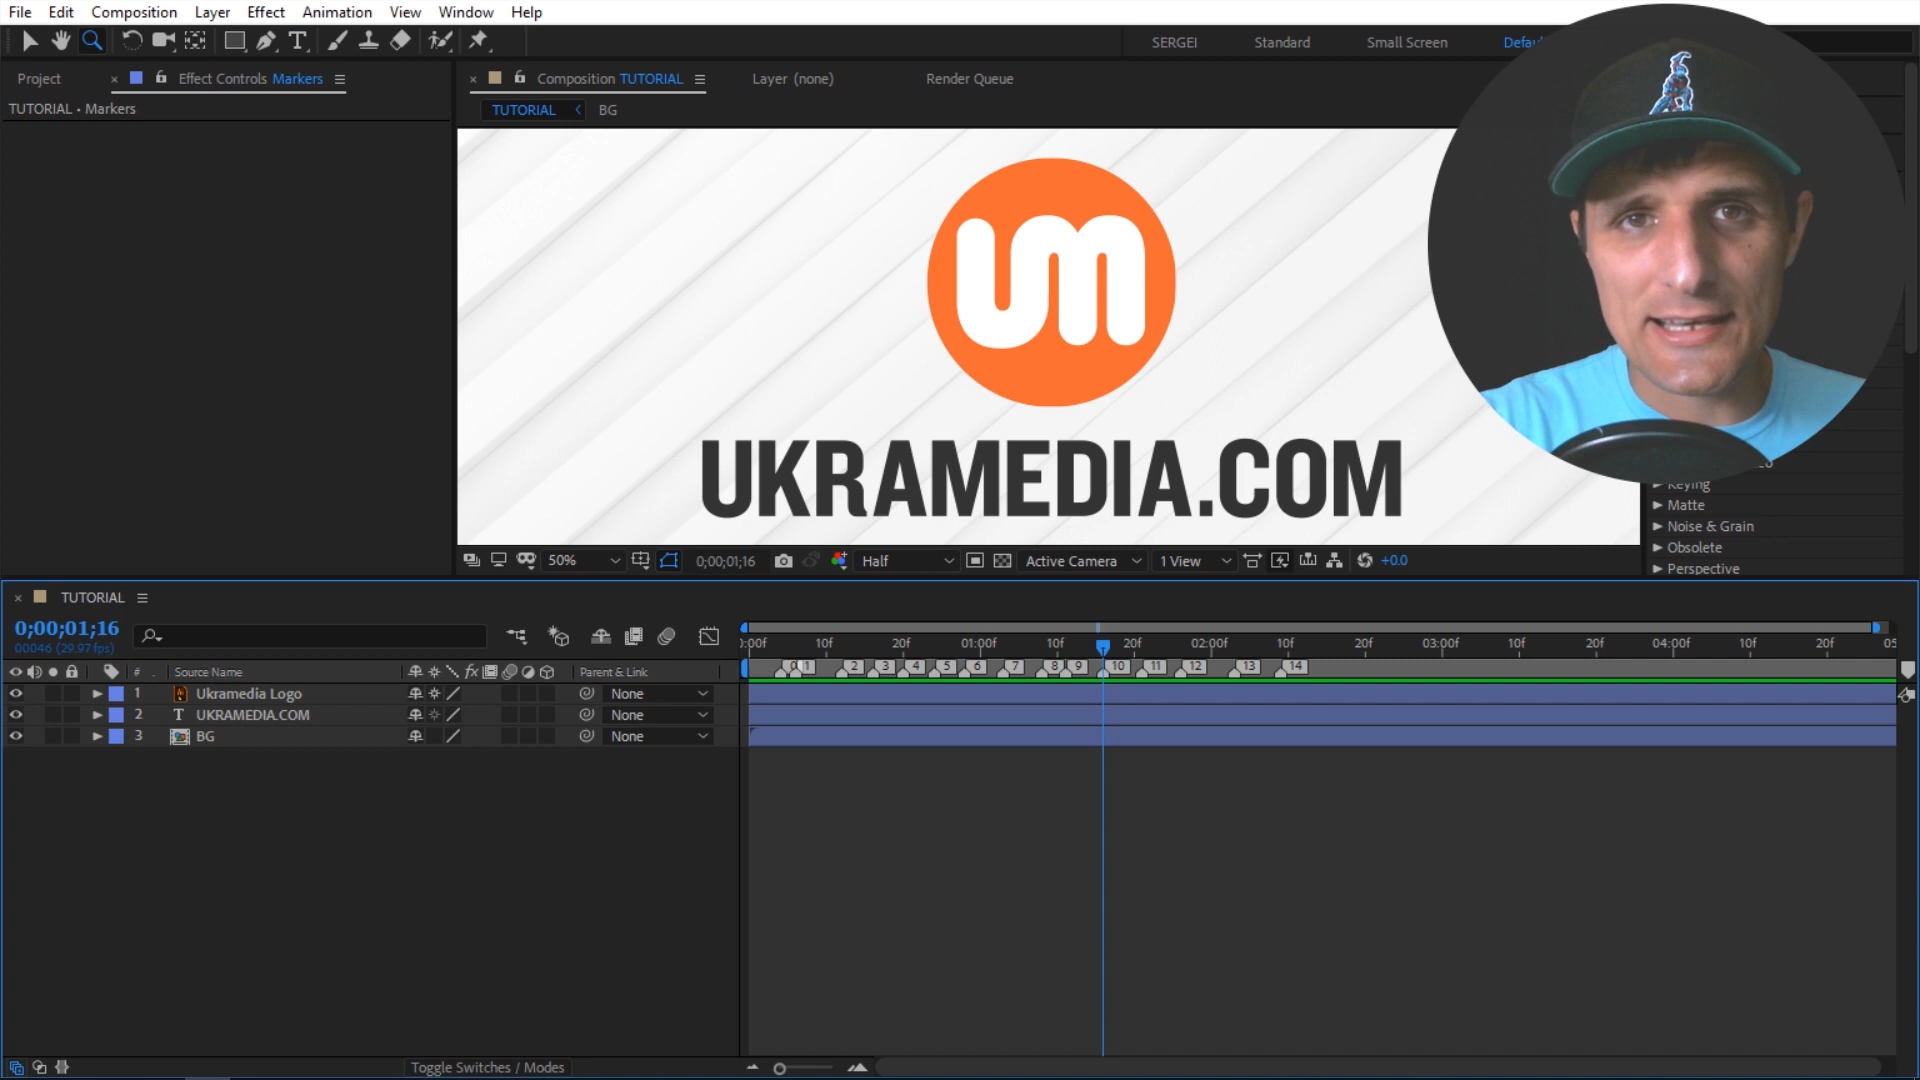 File Edit Composition Layer Effect Animation View Window Help
SERGEI Standard Small Screen
Project × Effect Controls Markers
× Composition TUTORIAL Layer (none) Render Queue
TUTORIAL • Markers
TUTORIAL BG
um
UKRAMEDIA.COM
Keying
Matte
Noise & Grain
Obsolete
Perspective
50% 0;00;01;16 Half Active Camera 1 View +0.0
× TUTORIAL
0;00;01;16
00046 (29.97 fps)
:00f 10f 20f 01:00f 10f 20f 02:00f 10f 20f 03:00f 10f 20f 04:00f 10f 20f 05
0 1 2 3 4 5 6 7 8 9 10 11 12 13 14
# Source Name fx Parent & Link
1 Ukramedia Logo None
2 T UKRAMEDIA.COM None
3 BG None
Toggle Switches / Modes